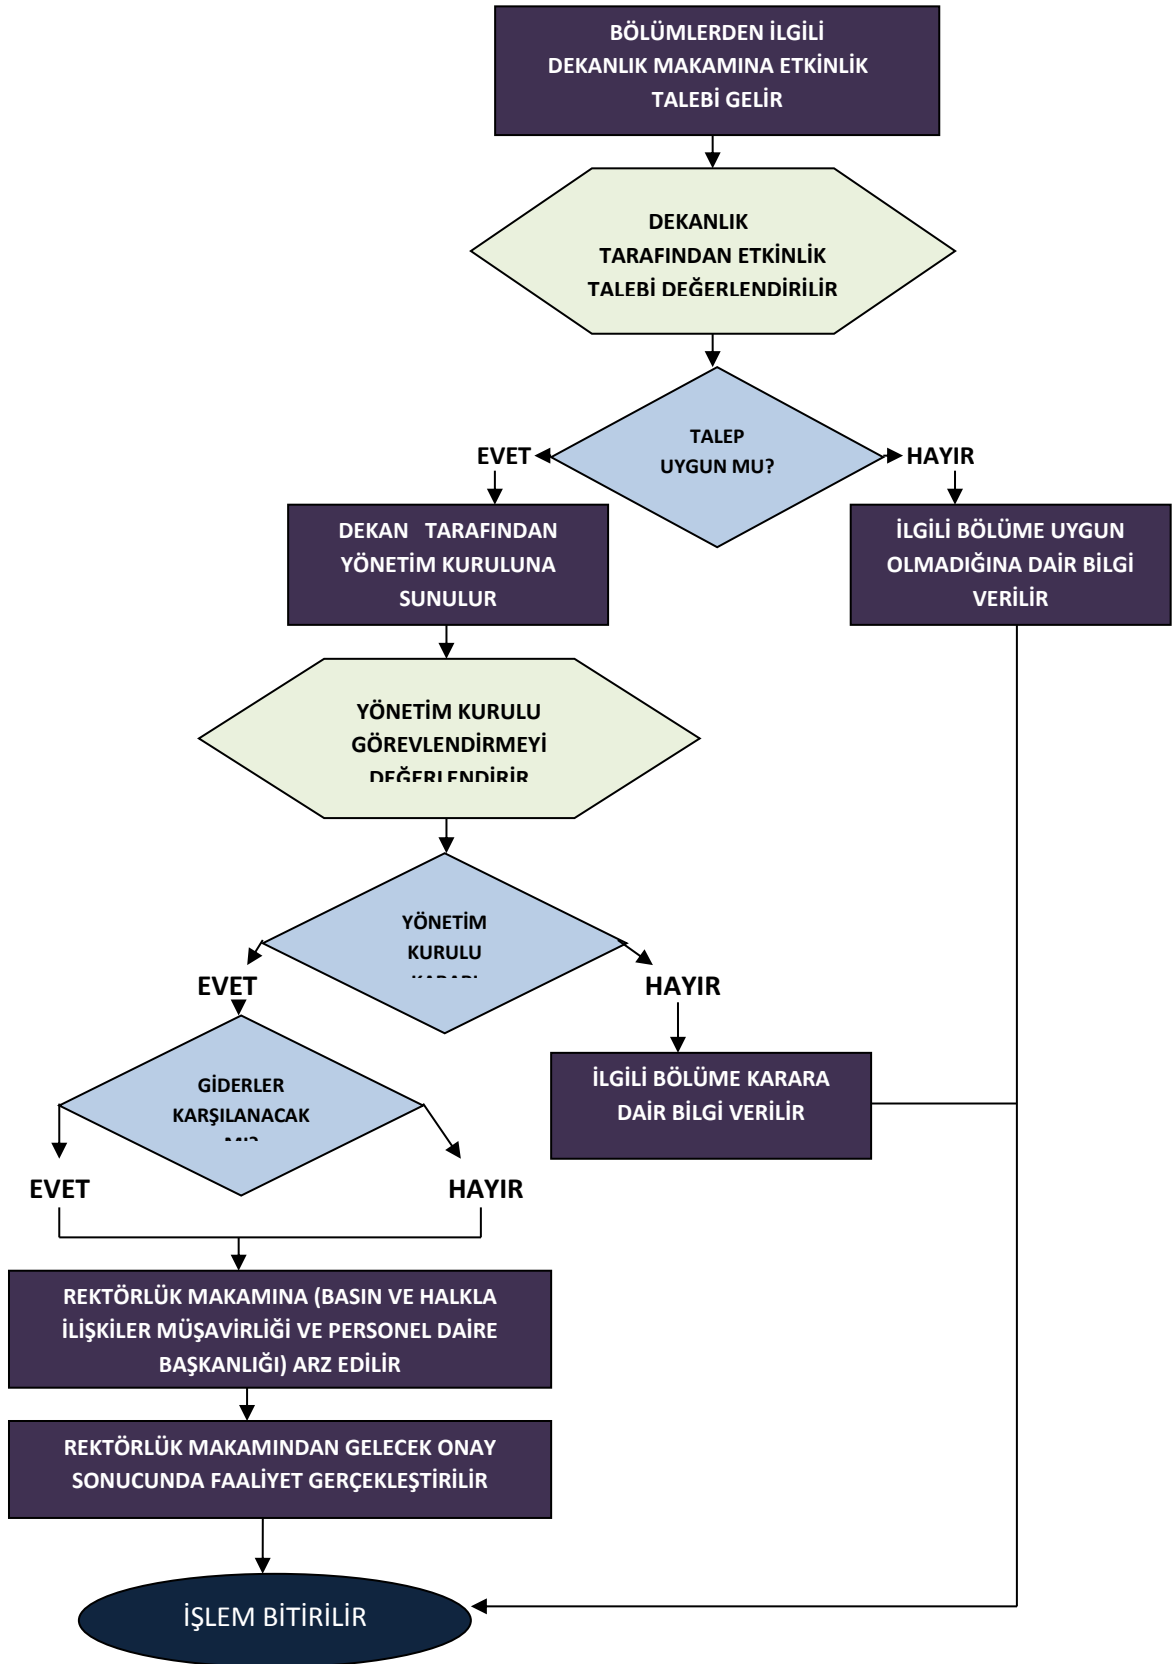 BÖLÜMLERDEN İLGİLİ
DEKANLIK MAKAMINA ETKİNLİK
TALEBİ GELİR
DEKANLIK
TARAFINDAN ETKİNLİK
TALEBİ DEĞERLENDİRİLİR
TALEP
UYGUN MU?
EVET
HAYIR
DEKAN TARAFINDAN
YÖNETİM KURULUNA
SUNULUR
İLGİLİ BÖLÜME UYGUN
OLMADIĞINA DAİR BİLGİ
VERİLİR
YÖNETİM KURULU
GÖREVLENDİRMEYİ
DEĞERLENDİRİR
YÖNETİM
KURULU
EVET
HAYIR
GİDERLER
KARŞILANACAK
MI?
İLGİLİ BÖLÜME KARARA
DAİR BİLGİ VERİLİR
EVET
HAYIR
REKTÖRLÜK MAKAMINA (BASIN VE HALKLA
İLİŞKİLER MÜŞAVİRLİĞİ VE PERSONEL DAİRE
BAŞKANLIĞI) ARZ EDİLİR
REKTÖRLÜK MAKAMINDAN GELECEK ONAY
SONUCUNDA FAALİYET GERÇEKLEŞTİRİLİR
İŞLEM BİTİRİLİR